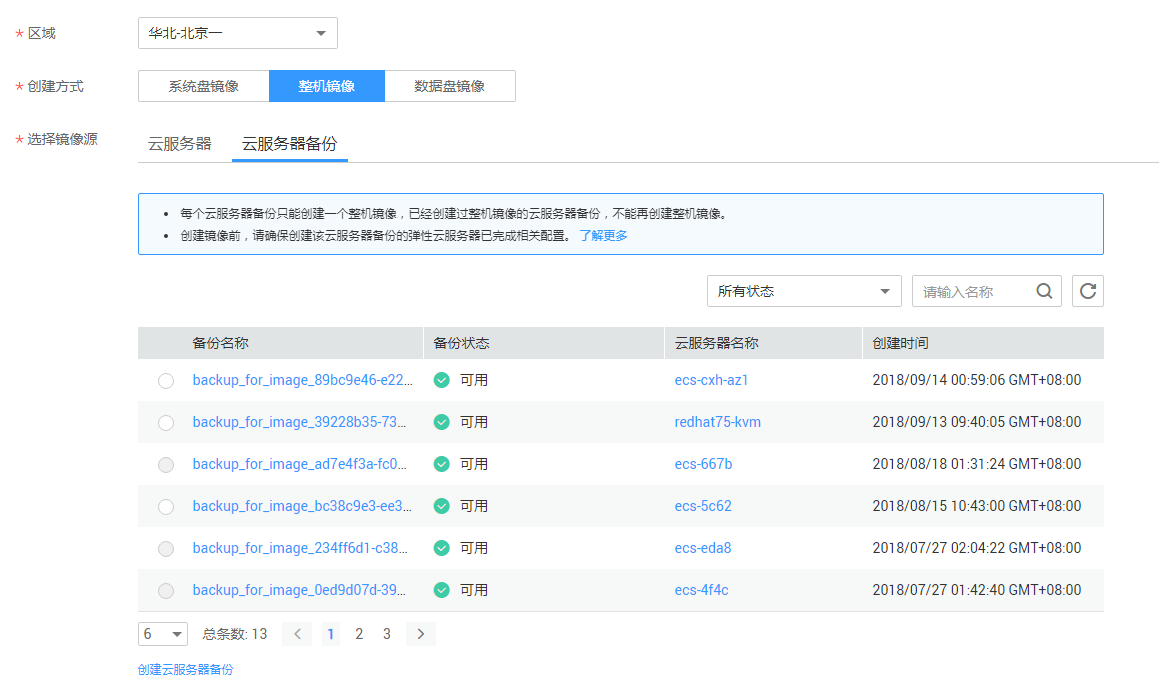 * 区域 华北-北京一
* 创建方式 系统盘镜像 整机镜像 数据盘镜像
* 选择镜像源 云服务器 云服务器备份
• 每个云服务器备份只能创建一个整机镜像，已经创建过整机镜像的云服务器备份，不能再创建整机镜像。
• 创建镜像前，请确保创建该云服务器备份的弹性云服务器已完成相关配置。 了解更多
所有状态 请输入名称
备份名称 备份状态 云服务器名称 创建时间
backup_for_image_89bc9e46-e22... 可用 ecs-cxh-az1 2018/09/14 00:59:06 GMT+08:00
backup_for_image_39228b35-73... 可用 redhat75-kvm 2018/09/13 09:40:05 GMT+08:00
backup_for_image_ad7e4f3a-fc0... 可用 ecs-667b 2018/08/18 01:31:24 GMT+08:00
backup_for_image_bc38c9e3-ee3... 可用 ecs-5c62 2018/08/15 10:43:00 GMT+08:00
backup_for_image_234ff6d1-c38... 可用 ecs-eda8 2018/07/27 02:04:22 GMT+08:00
backup_for_image_0ed9d07d-39... 可用 ecs-4f4c 2018/07/27 01:42:40 GMT+08:00
6 总条数: 13 < 1 2 3 >
创建云服务器备份